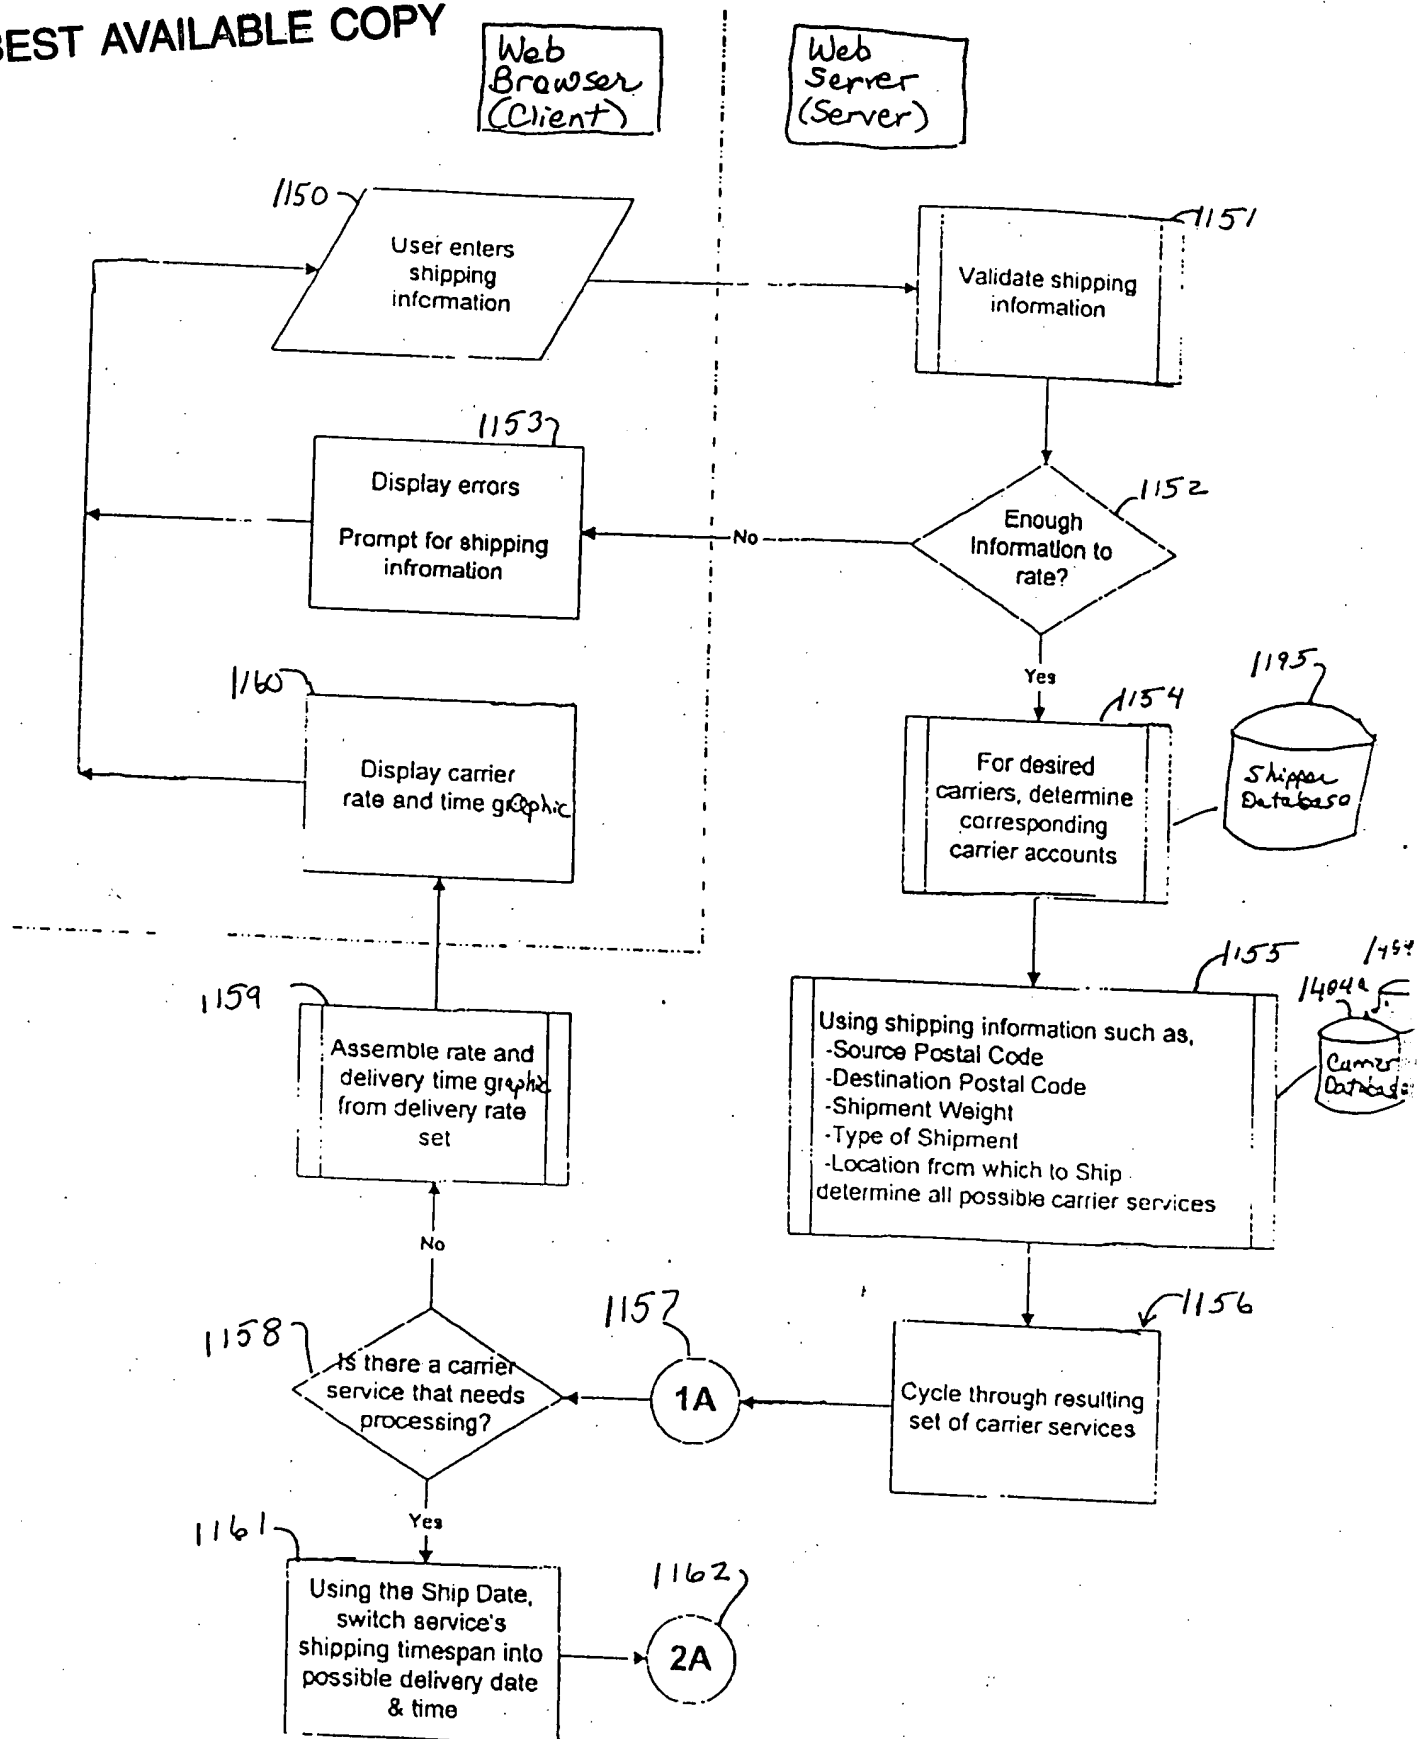 BEST AVAILABLE COPY
Web
Browser
(Client)
Web
Server
(Server)
1150
User enters
shipping
information
1151
Validate shipping
information
1153
Display errors
Prompt for shipping
infromation
No
1152
Enough
Information to
rate?
Yes
1160
Display carrier
rate and time graphic
1154
For desired
carriers, determine
corresponding
carrier accounts
1195
Shipper
Database
1159
Assemble rate and
delivery time graphic
from delivery rate
set
1155
Using shipping information such as,
-Source Postal Code
-Destination Postal Code
-Shipment Weight
-Type of Shipment
-Location from which to Ship
determine all possible carrier services
1404a
Carrier
Database
No
1158
Is there a carrier
service that needs
processing?
1157
1A
1156
Cycle through resulting
set of carrier services
Yes
1161
Using the Ship Date,
switch service's
shipping timespan into
possible delivery date
& time
1162
2A